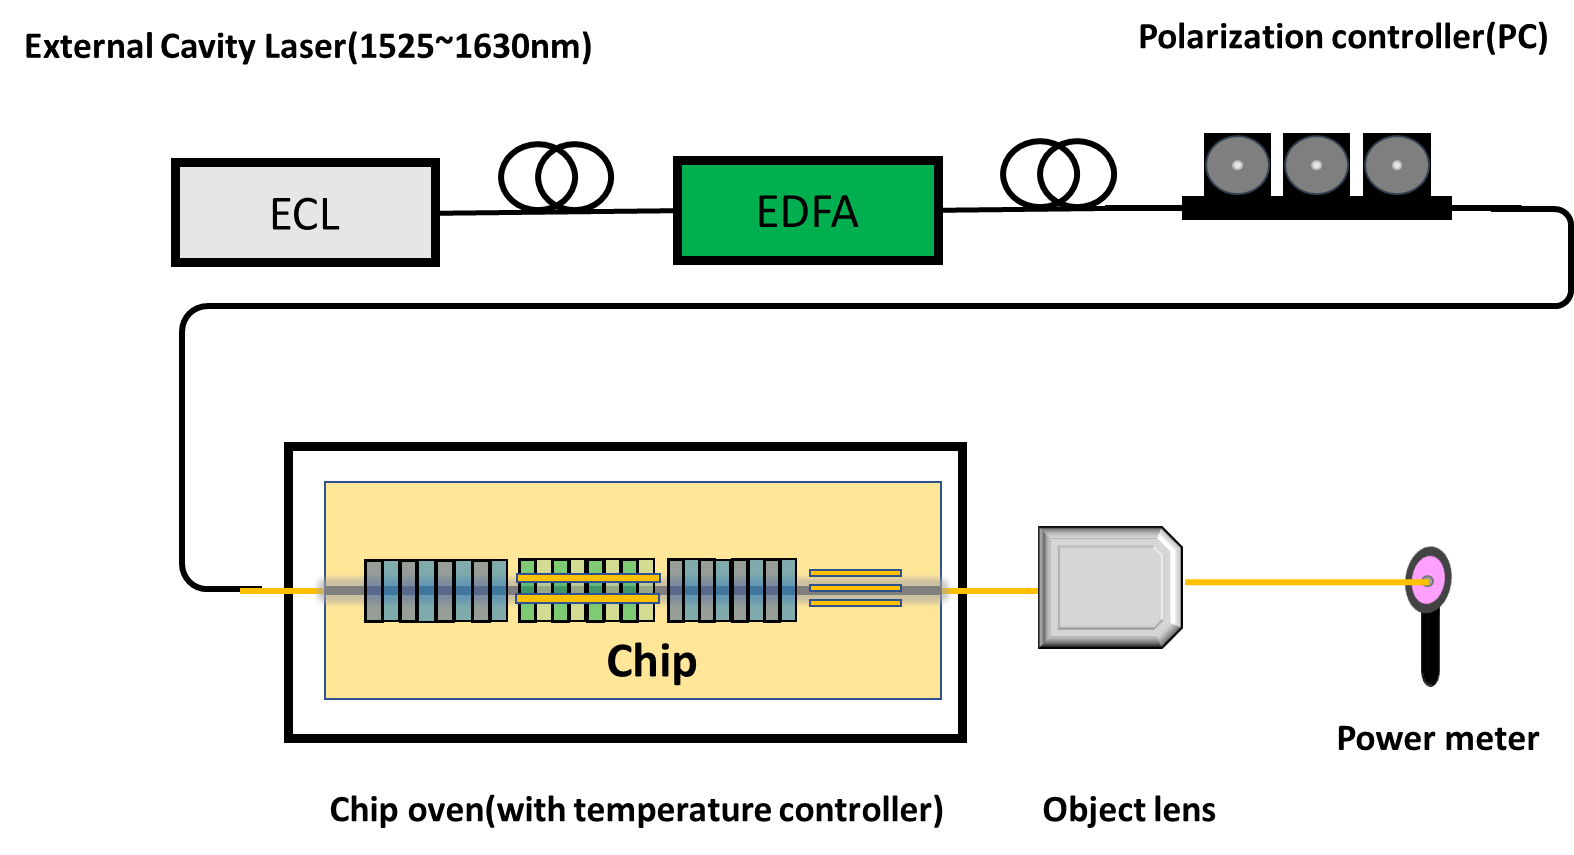 External Cavity Laser(1525~1630nm)
Polarization controller(PC)
ECL
EDFA
Chip
Power meter
Chip oven(with temperature controller)
Object lens